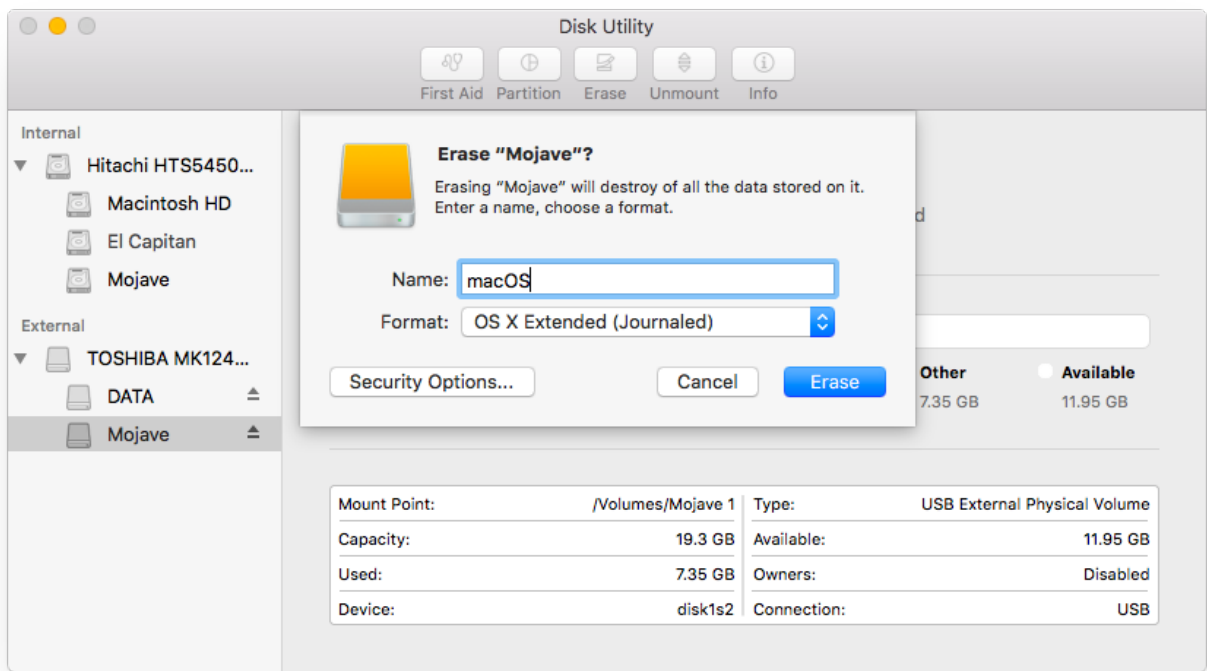 Disk Utility
First Aid Partition Erase Unmount Info
Internal
Hitachi HTS5450...
Macintosh HD
El Capitan
Mojave
External
TOSHIBA MK124...
DATA
Mojave
Erase “Mojave”?
Erasing “Mojave” will destroy of all the data stored on it.
Enter a name, choose a format.
Name: macOS
Format: OS X Extended (Journaled)
Security Options... Cancel Erase
d
Other Available
7.35 GB 11.95 GB
Mount Point: /Volumes/Mojave 1 Type: USB External Physical Volume
Capacity: 19.3 GB Available: 11.95 GB
Used: 7.35 GB Owners: Disabled
Device: disk1s2 Connection: USB